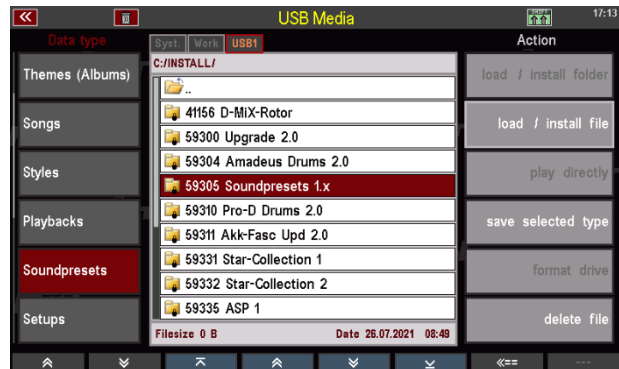 USB Media
SHIFT
17:13
Data type
Syst. Work USB1
Action
C:/INSTALL/
Themes (Albums)
Songs
Styles
Playbacks
Soundpresets
Setups
..
41156 D-MiX-Rotor
59300 Upgrade 2.0
59304 Amadeus Drums 2.0
59305 Soundpresets 1.x
59310 Pro-D Drums 2.0
59311 Akk-Fasc Upd 2.0
59331 Star-Collection 1
59332 Star-Collection 2
59335 ASP 1
Filesize 0 B Date 26.07.2021 08:49
load / install folder
load / install file
play directly
save selected type
format drive
delete file
«==
---